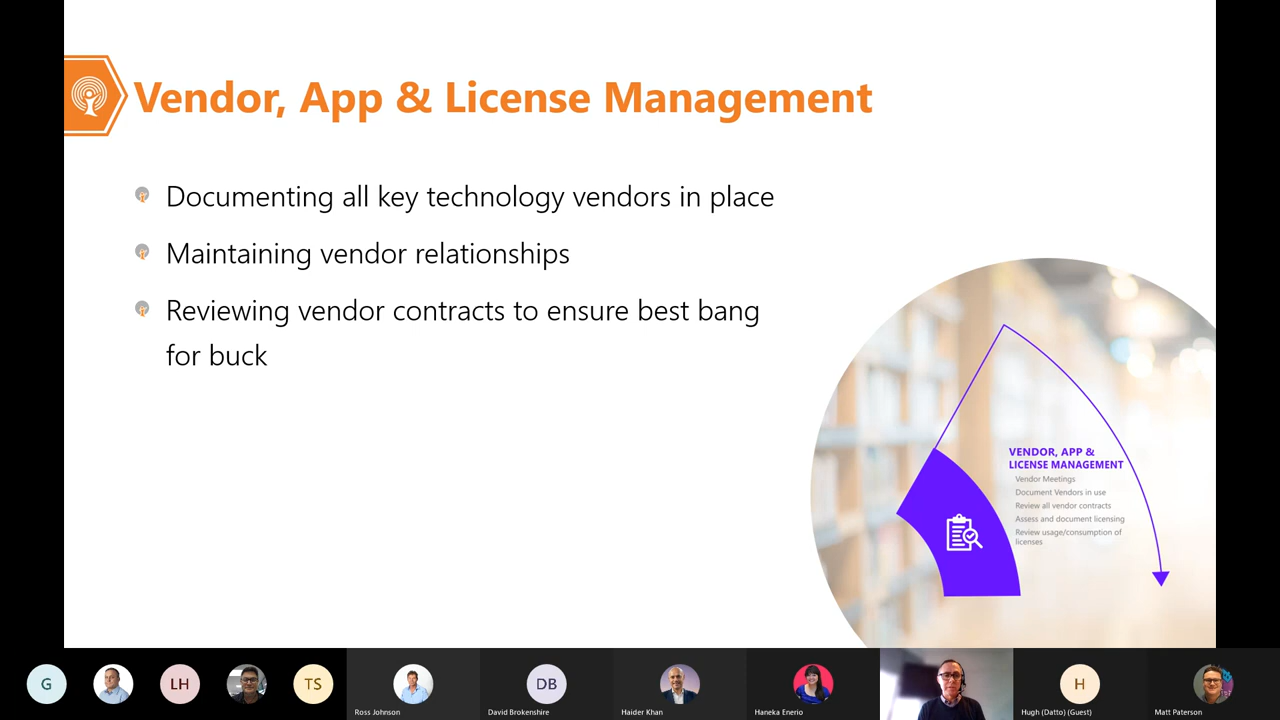 Vendor, App & License Management
Documenting all key technology vendors in place
Maintaining vendor relationships
Reviewing vendor contracts to ensure best bang
for buck
VENDOR, APP &
LICENSE MANAGEMENT
Vendor Meetings
Document Vendors in use
Review all vendor contracts
Assess and document licensing
Review usage/consumption of
licenses
G
LH
TS
DB
H
Ross Johnson
David Brokenshire
Haider Khan
Haneka Enerio
Hugh (Datto) (Guest)
Matt Paterson